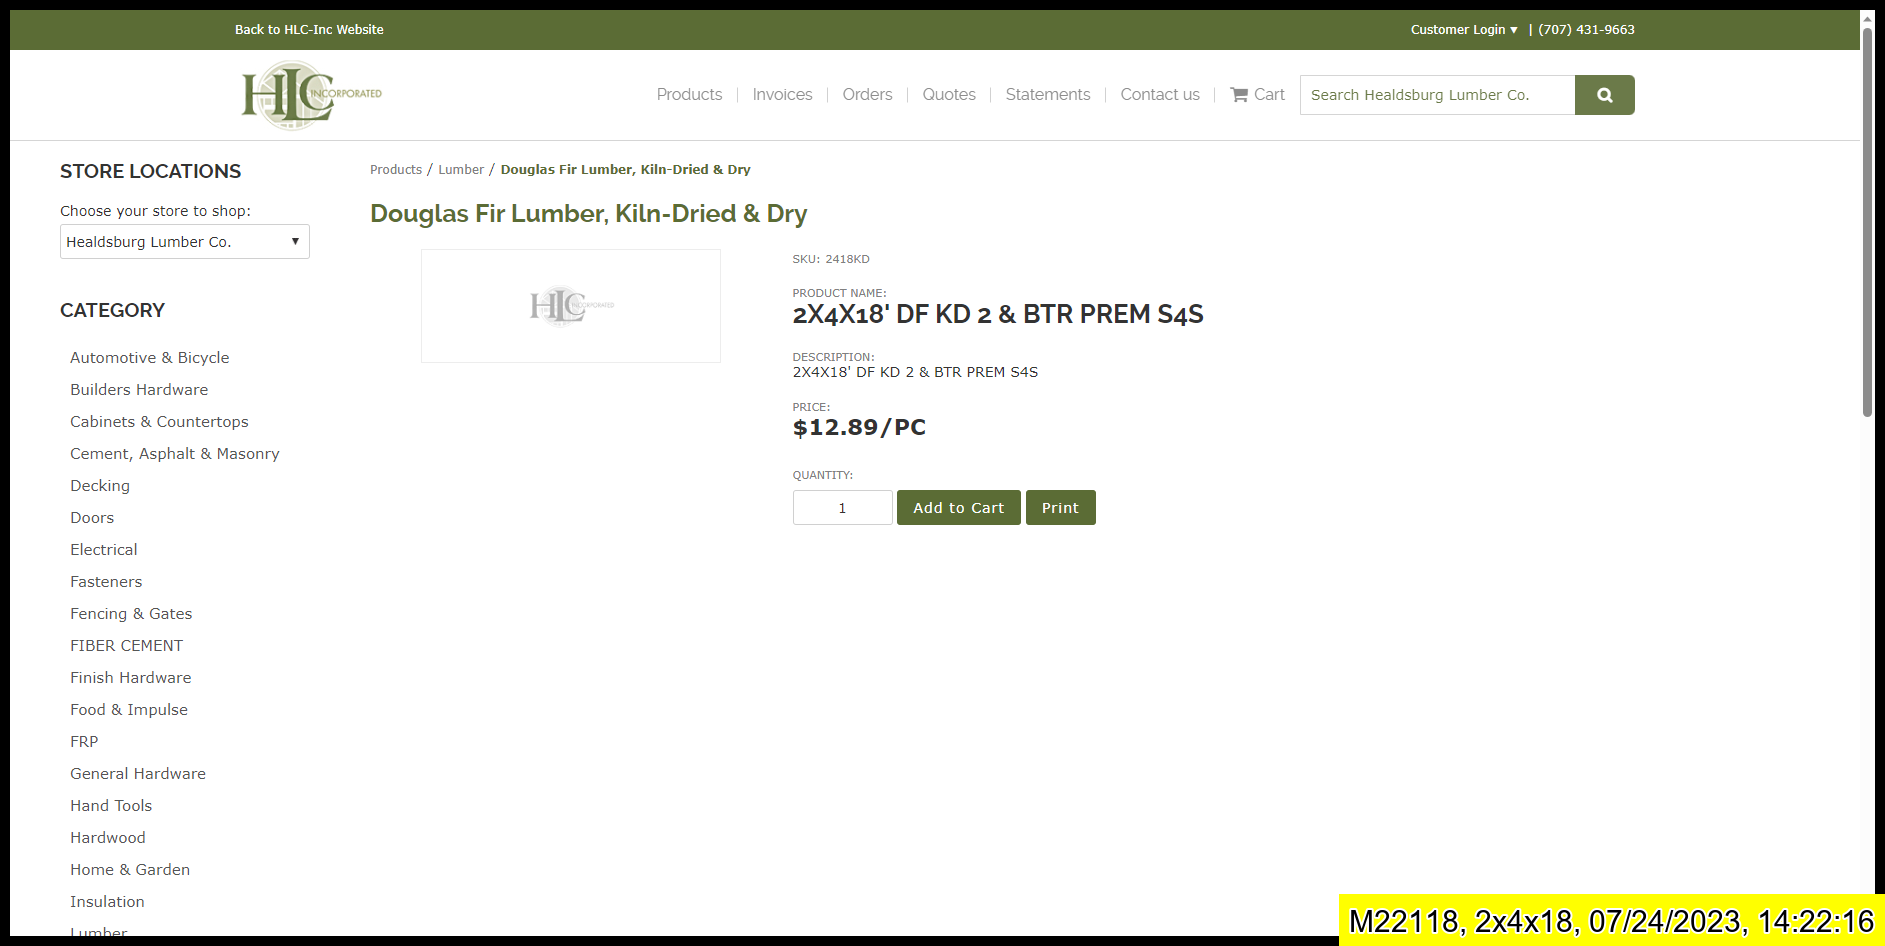 Back to HLC-Inc Website
Customer Login ▼ | (707) 431-9663
HLC INCORPORATED
Products
Invoices
Orders
Quotes
Statements
Contact us
Cart
Search Healdsburg Lumber Co.
STORE LOCATIONS
Choose your store to shop:
Healdsburg Lumber Co.
CATEGORY
Automotive & Bicycle
Builders Hardware
Cabinets & Countertops
Cement, Asphalt & Masonry
Decking
Doors
Electrical
Fasteners
Fencing & Gates
FIBER CEMENT
Finish Hardware
Food & Impulse
FRP
General Hardware
Hand Tools
Hardwood
Home & Garden
Insulation
Lumber
Products / Lumber / Douglas Fir Lumber, Kiln-Dried & Dry
Douglas Fir Lumber, Kiln-Dried & Dry
HLC INCORPORATED
SKU: 2418KD
PRODUCT NAME:
2X4X18' DF KD 2 & BTR PREM S4S
DESCRIPTION:
2X4X18' DF KD 2 & BTR PREM S4S
PRICE:
$12.89/PC
QUANTITY:
1
Add to Cart
Print
M22118, 2x4x18, 07/24/2023, 14:22:16